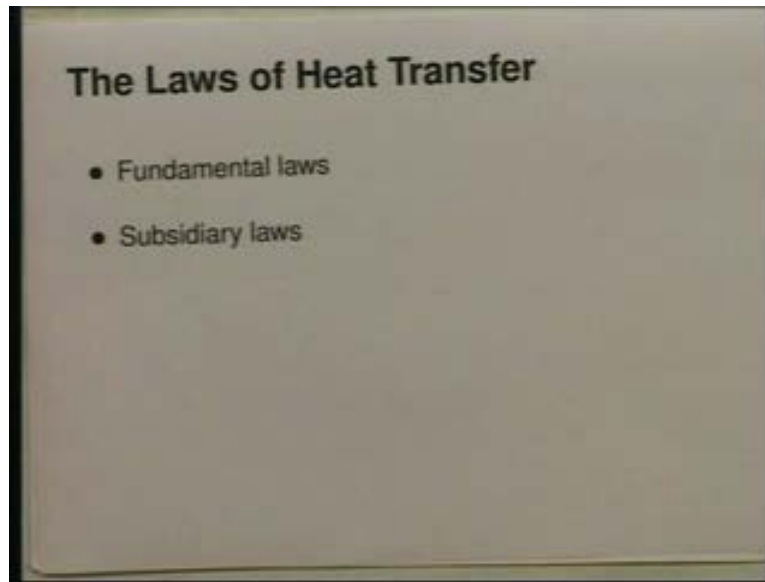 The Laws of Heat Transfer
• Fundamental laws
• Subsidiary laws